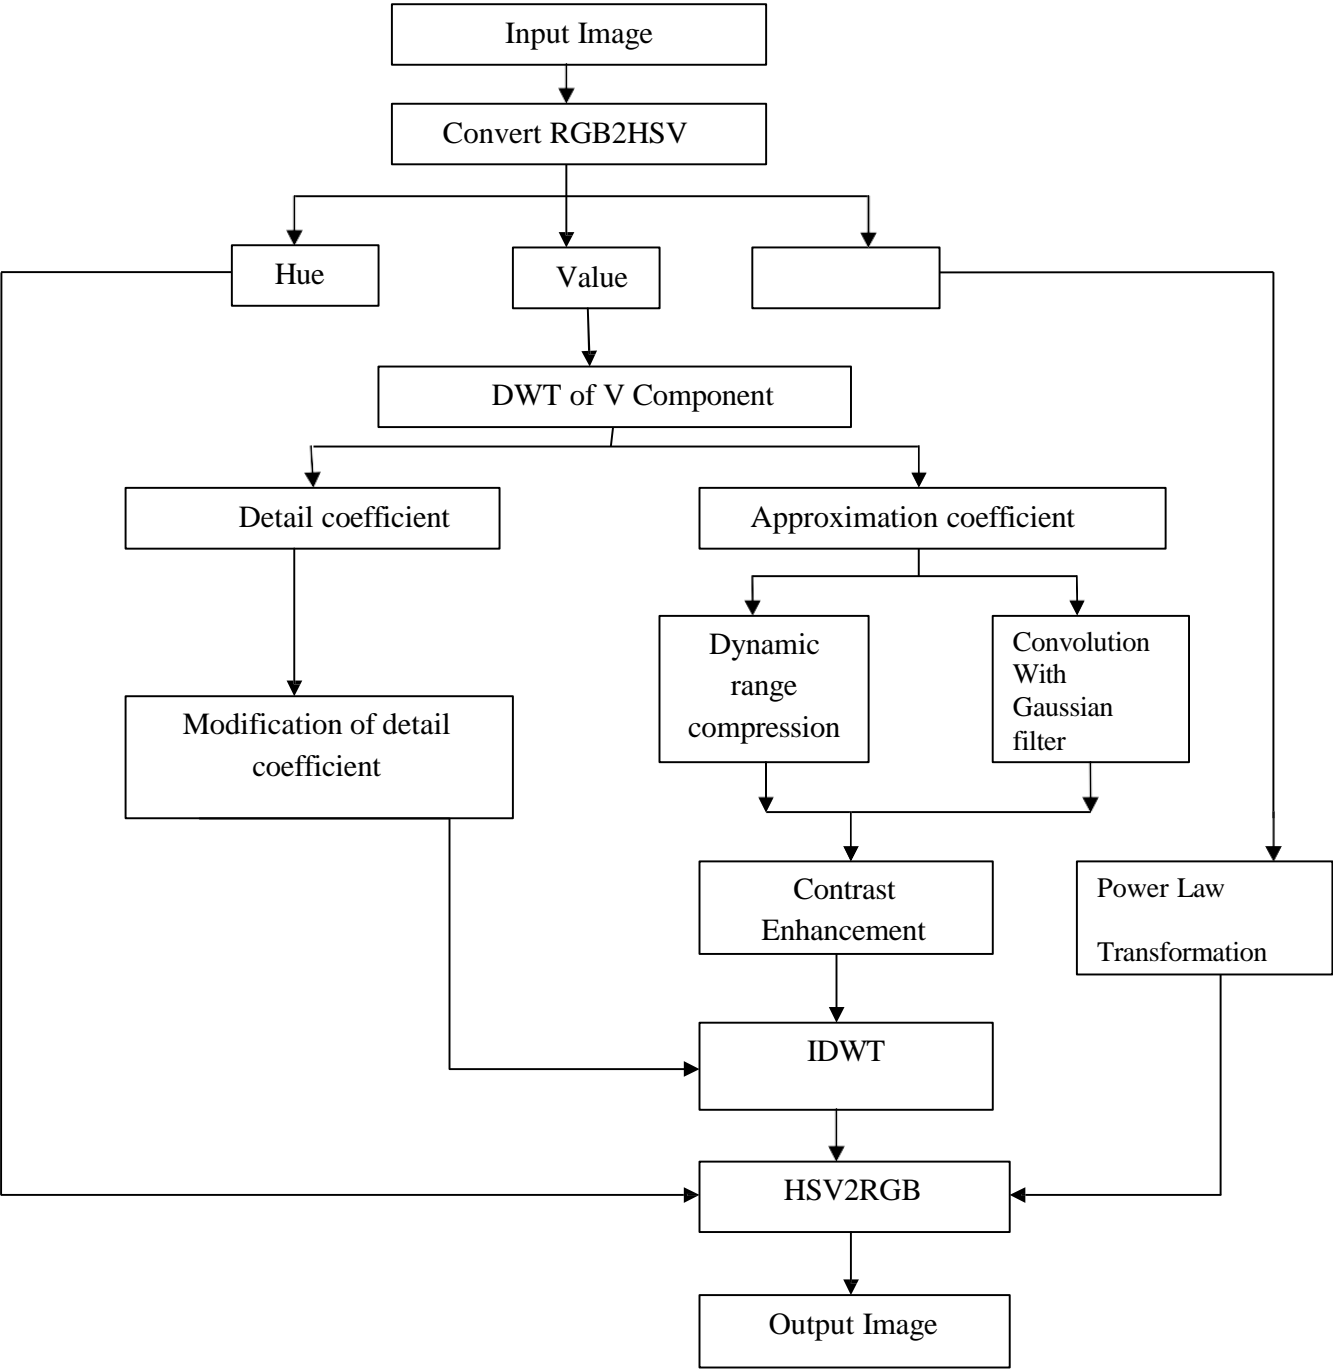 Input Image
Convert RGB2HSV
Hue
Value
DWT of V Component
Detail coefficient
Approximation coefficient
Dynamic
range
compression
Convolution
With
Gaussian
filter
Modification of detail
coefficient
Contrast
Enhancement
Power Law
Transformation
IDWT
HSV2RGB
Output Image